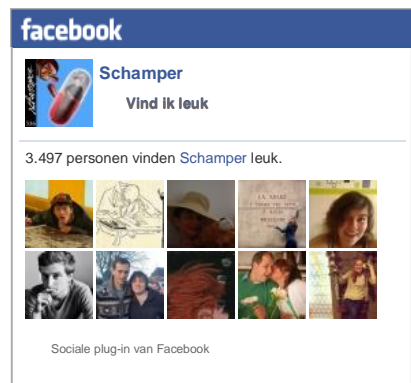 facebook
Schamper
Vind ik leuk
3.497 personen vinden Schamper leuk.
Sociale plug-in van Facebook